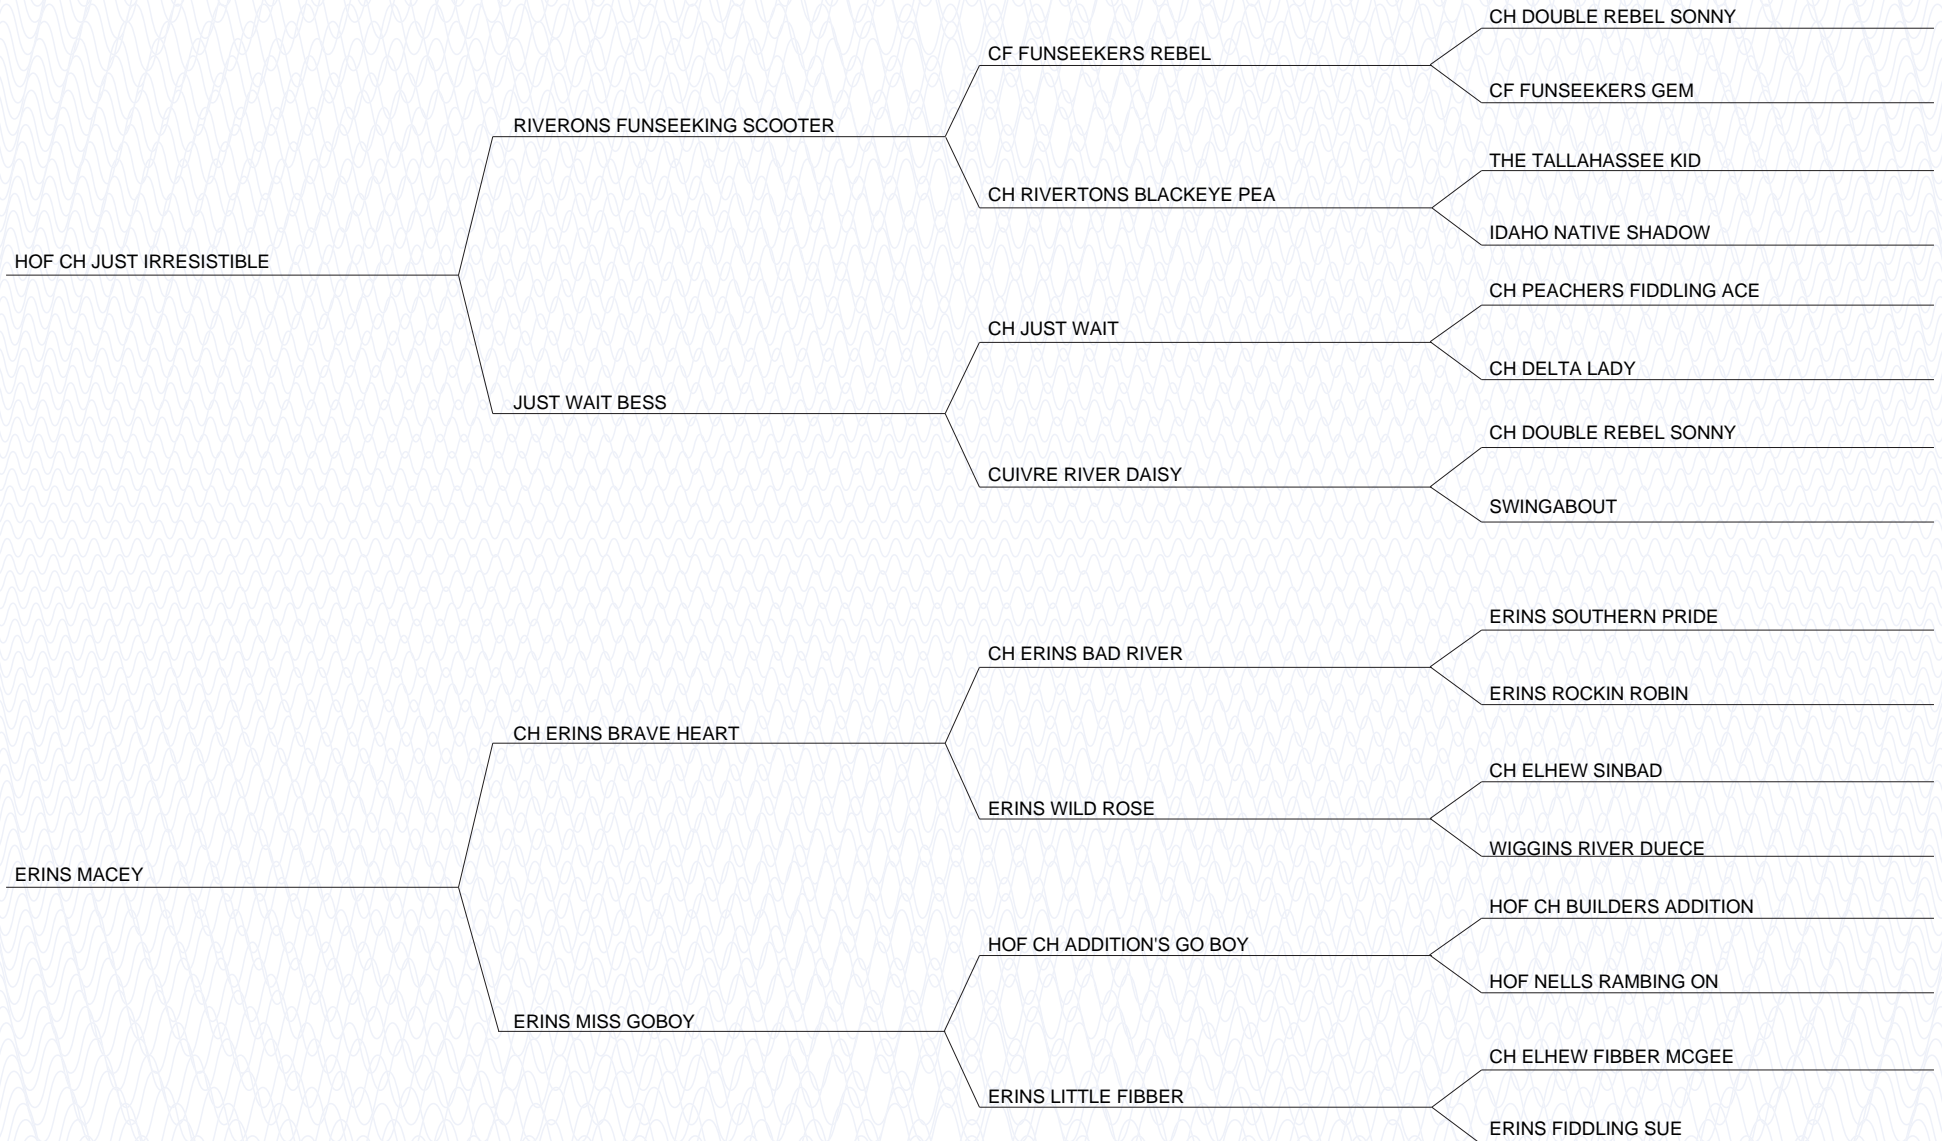 CH DOUBLE REBEL SONNY
CF FUNSEEKERS REBEL
CF FUNSEEKERS GEM
RIVERONS FUNSEEKING SCOOTER
THE TALLAHASSEE KID
CH RIVERTONS BLACKEYE PEA
IDAHO NATIVE SHADOW
HOF CH JUST IRRESISTIBLE
CH PEACHERS FIDDLING ACE
CH JUST WAIT
CH DELTA LADY
JUST WAIT BESS
CH DOUBLE REBEL SONNY
CUIVRE RIVER DAISY
SWINGABOUT
ERINS SOUTHERN PRIDE
CH ERINS BAD RIVER
ERINS ROCKIN ROBIN
CH ERINS BRAVE HEART
CH ELHEW SINBAD
ERINS WILD ROSE
WIGGINS RIVER DUECE
ERINS MACEY
HOF CH BUILDERS ADDITION
HOF CH ADDITION'S GO BOY
HOF NELLS RAMBING ON
ERINS MISS GOBOY
CH ELHEW FIBBER MCGEE
ERINS LITTLE FIBBER
ERINS FIDDLING SUE